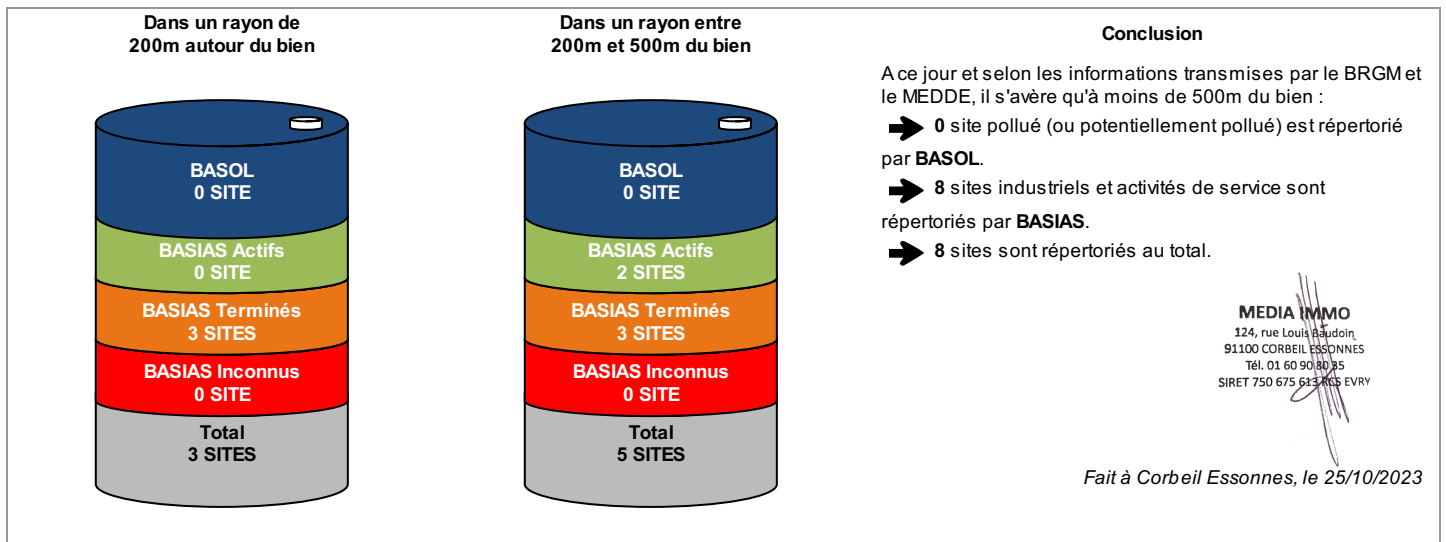 Dans un rayon de
200m autour du bien
BASOL
0 SITE
BASIAS Actifs
0 SITE
BASIAS Terminés
3 SITES
BASIAS Inconnus
0 SITE
Total
3 SITES
Dans un rayon entre
200m et 500m du bien
BASOL
0 SITE
BASIAS Actifs
2 SITES
BASIAS Terminés
3 SITES
BASIAS Inconnus
0 SITE
Total
5 SITES
Conclusion
A ce jour et selon les informations transmises par le BRGM et
le MEDDE, il s'avère qu'à moins de 500m du bien :
0 site pollué (ou potentiellement pollué) est répertorié
par BASOL.
8 sites industriels et activités de service sont
répertoriés par BASIAS.
8 sites sont répertoriés au total.
MEDIA IMMO
124, rue Louis Baudoin
91100 CORBEIL ESSONNES
Tél. 01 60 90 80 85
SIRET 750 675 613 RCS EVRY
Fait à Corbeil Essonnes, le 25/10/2023